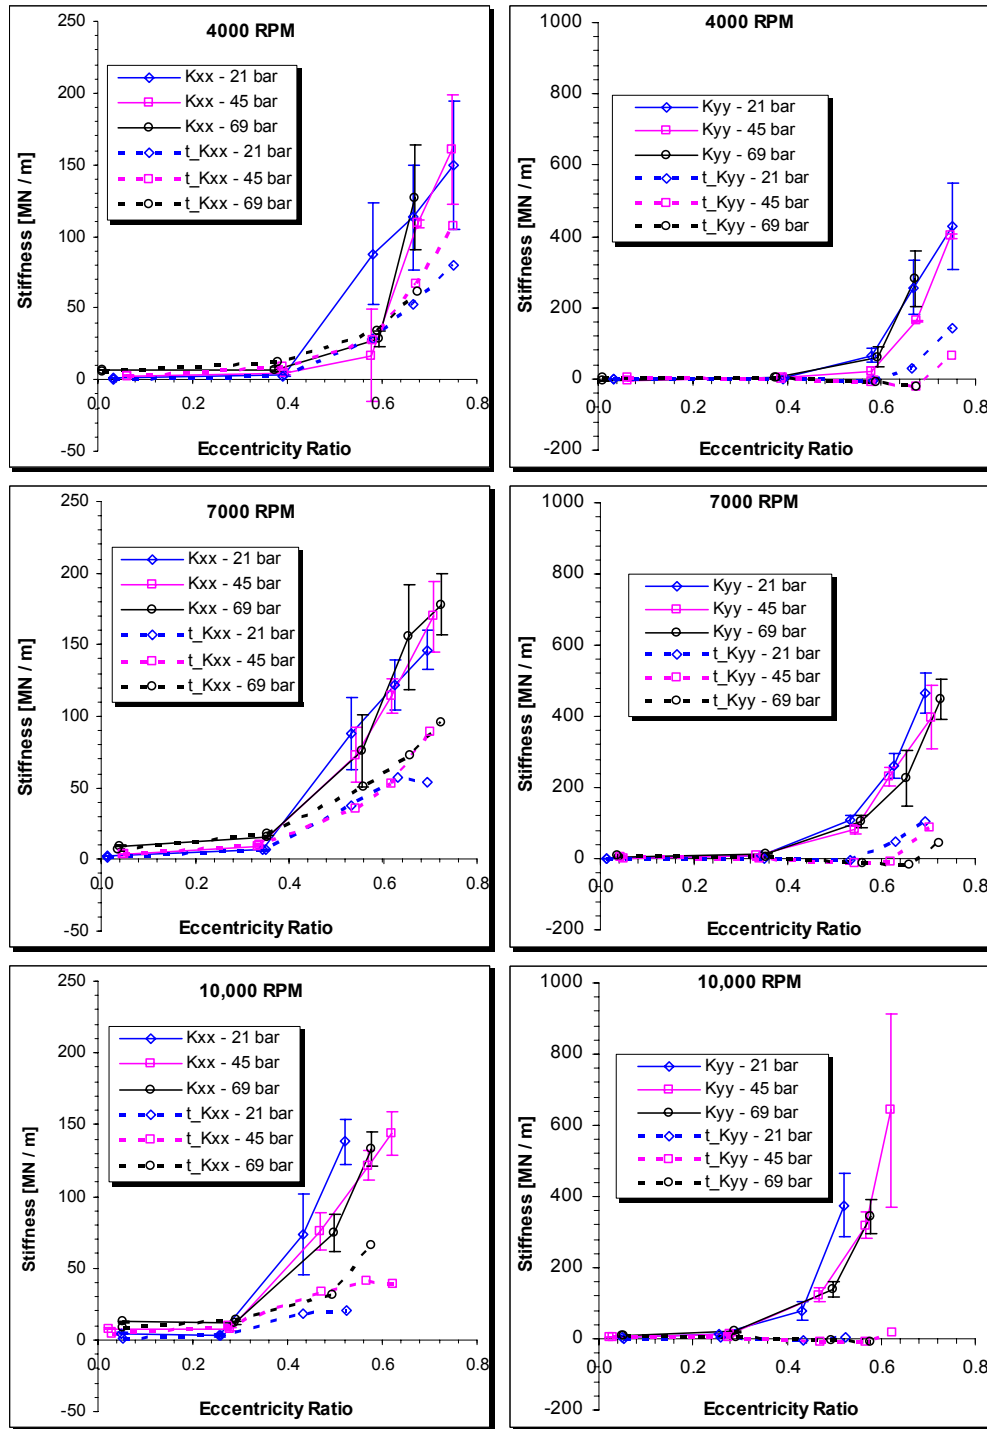 4000 RPM
250
200
150
100
50
0
-50
Stiffness [MN / m]
Kxx - 21 bar
Kxx - 45 bar
Kxx - 69 bar
t_Kxx - 21 bar
t_Kxx - 45 bar
t_Kxx - 69 bar
0.0 0.2 0.4 0.6 0.8
Eccentricity Ratio
4000 RPM
1000
800
600
400
200
0
-200
Stiffness [MN / m]
Kyy - 21 bar
Kyy - 45 bar
Kyy - 69 bar
t_Kyy - 21 bar
t_Kyy - 45 bar
t_Kyy - 69 bar
0.0 0.2 0.4 0.6 0.8
Eccentricity Ratio
7000 RPM
250
200
150
100
50
0
-50
Stiffness [MN / m]
Kxx - 21 bar
Kxx - 45 bar
Kxx - 69 bar
t_Kxx - 21 bar
t_Kxx - 45 bar
t_Kxx - 69 bar
0.0 0.2 0.4 0.6 0.8
Eccentricity Ratio
7000 RPM
1000
800
600
400
200
0
-200
Stiffness [MN / m]
Kyy - 21 bar
Kyy - 45 bar
Kyy - 69 bar
t_Kyy - 21 bar
t_Kyy - 45 bar
t_Kyy - 69 bar
0.0 0.2 0.4 0.6 0.8
Eccentricity Ratio
10,000 RPM
250
200
150
100
50
0
-50
Stiffness [MN / m]
Kxx - 21 bar
Kxx - 45 bar
Kxx - 69 bar
t_Kxx - 21 bar
t_Kxx - 45 bar
t_Kxx - 69 bar
0.0 0.2 0.4 0.6 0.8
Eccentricity Ratio
10,000 RPM
1000
800
600
400
200
0
-200
Stiffness [MN / m]
Kyy - 21 bar
Kyy - 45 bar
Kyy - 69 bar
t_Kyy - 21 bar
t_Kyy - 45 bar
t_Kyy - 69 bar
0.0 0.2 0.4 0.6 0.8
Eccentricity Ratio